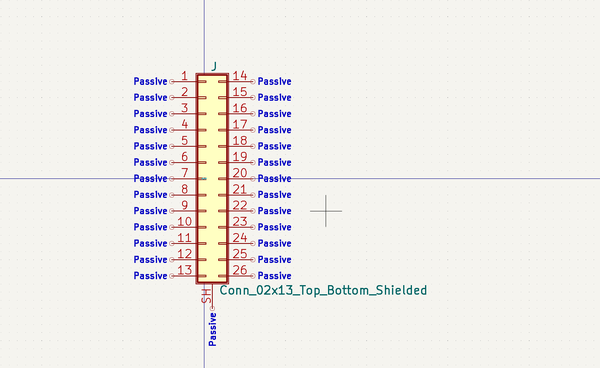 J
Passive 1 14 Passive
Passive 2 15 Passive
Passive 3 16 Passive
Passive 4 17 Passive
Passive 5 18 Passive
Passive 6 19 Passive
Passive 7 20 Passive
Passive 8 21 Passive
Passive 9 22 Passive
Passive 10 23 Passive
Passive 11 24 Passive
Passive 12 25 Passive
Passive 13 26 Passive
SH
Conn_02x13_Top_Bottom_Shielded
Passive